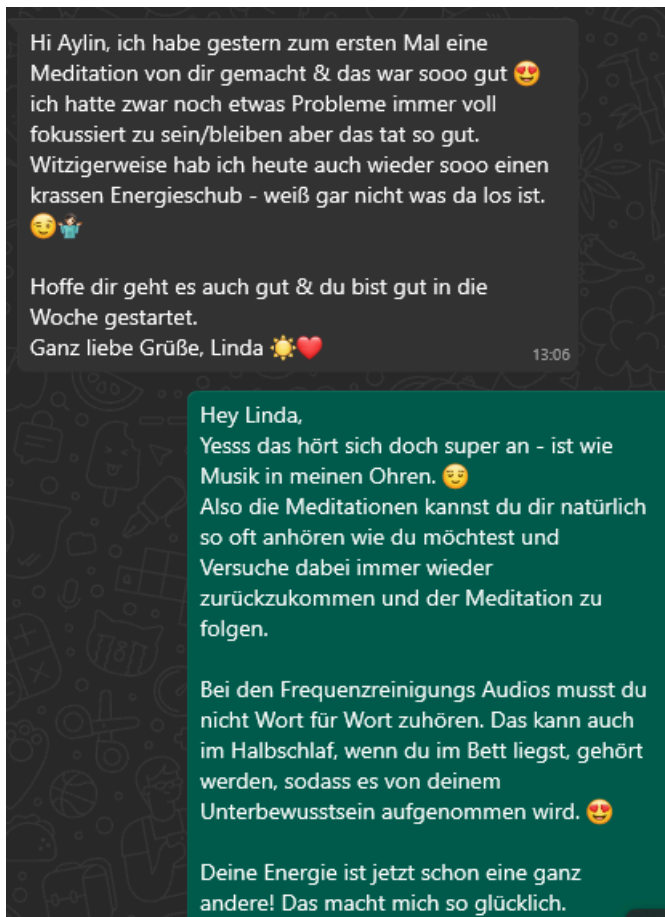 Hi Aylin, ich habe gestern zum ersten Mal eine
Meditation von dir gemacht & das war sooo gut 😍
ich hatte zwar noch etwas Probleme immer voll
fokussiert zu sein/bleiben aber das tat so gut.
Witzigerweise hab ich heute auch wieder sooo einen
krassen Energieschub - weiß gar nicht was da los ist.
😉🤷🏻‍♀️
Hoffe dir geht es auch gut & du bist gut in die
Woche gestartet.
Ganz liebe Grüße, Linda ☀️❤️
13:06
Hey Linda,
Yesss das hört sich doch super an - ist wie
Musik in meinen Ohren. 😌
Also die Meditationen kannst du dir natürlich
so oft anhören wie du möchtest und
Versuche dabei immer wieder
zurückzukommen und der Meditation zu
folgen.
Bei den Frequenzreinigungs Audios musst du
nicht Wort für Wort zuhören. Das kann auch
im Halbschlaf, wenn du im Bett liegst, gehört
werden, sodass es von deinem
Unterbewusstsein aufgenommen wird. 😍
Deine Energie ist jetzt schon eine ganz
andere! Das macht mich so glücklich.